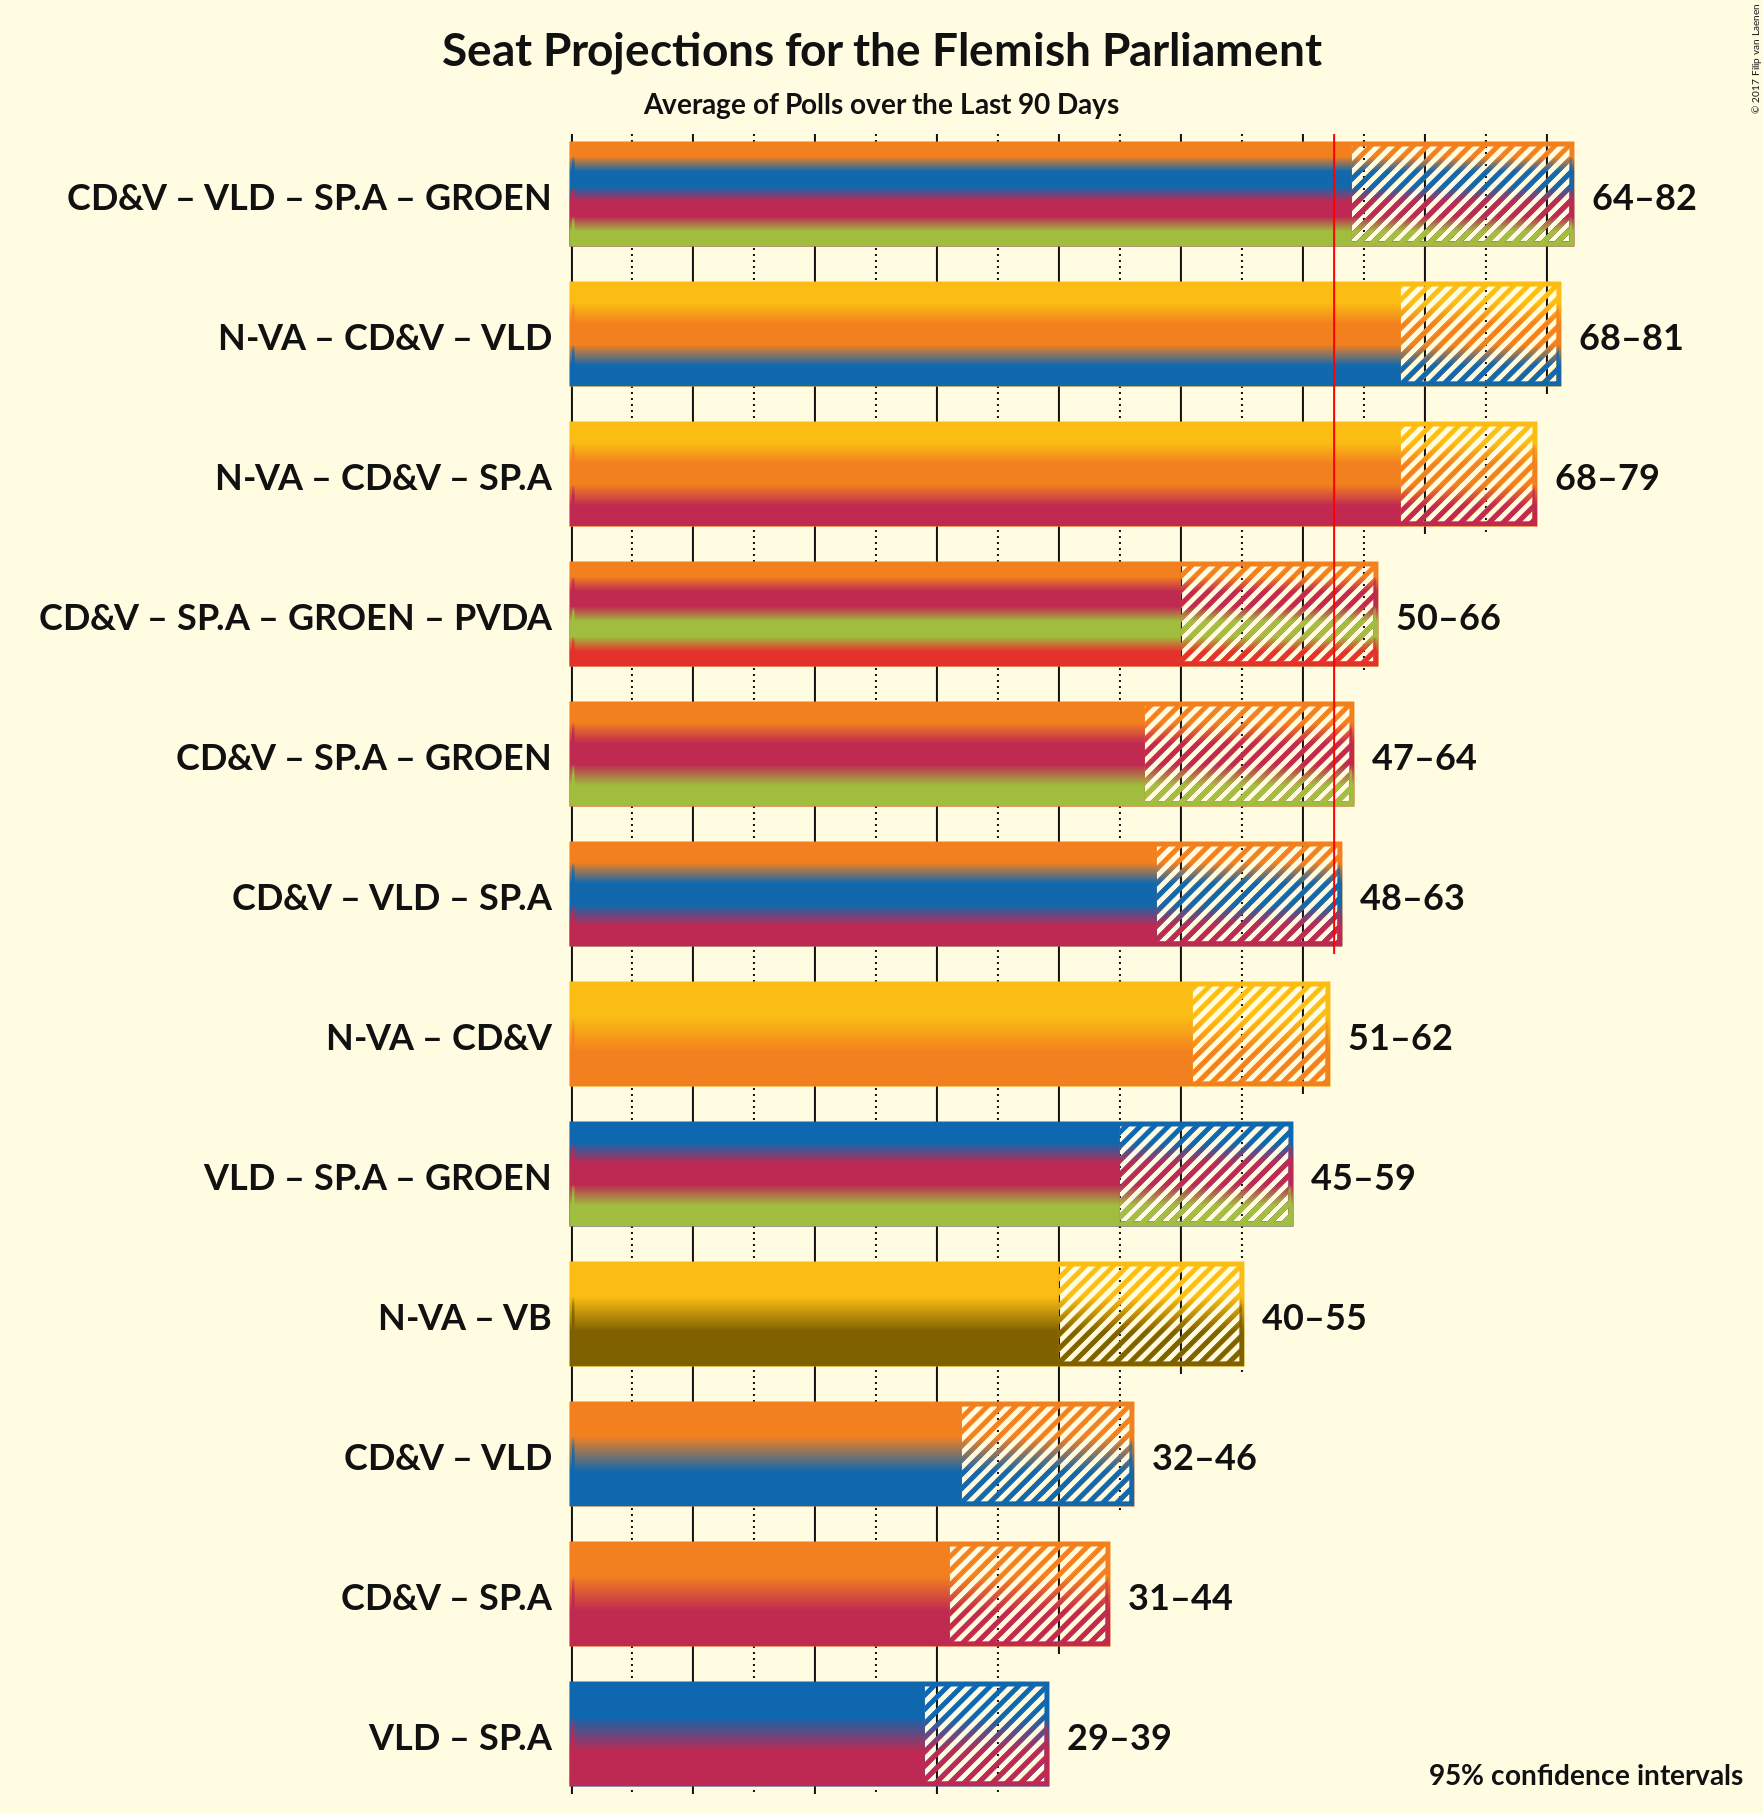 Seat Projections for the Flemish Parliament
Average of Polls over the Last 90 Days
© 2017 Filip van Laenen
CD&V – VLD – SP.A – GROEN 64–82
N-VA – CD&V – VLD 68–81
N-VA – CD&V – SP.A 68–79
CD&V – SP.A – GROEN – PVDA 50–66
CD&V – SP.A – GROEN 47–64
CD&V – VLD – SP.A 48–63
N-VA – CD&V 51–62
VLD – SP.A – GROEN 45–59
N-VA – VB 40–55
CD&V – VLD 32–46
CD&V – SP.A 31–44
VLD – SP.A 29–39
95% confidence intervals